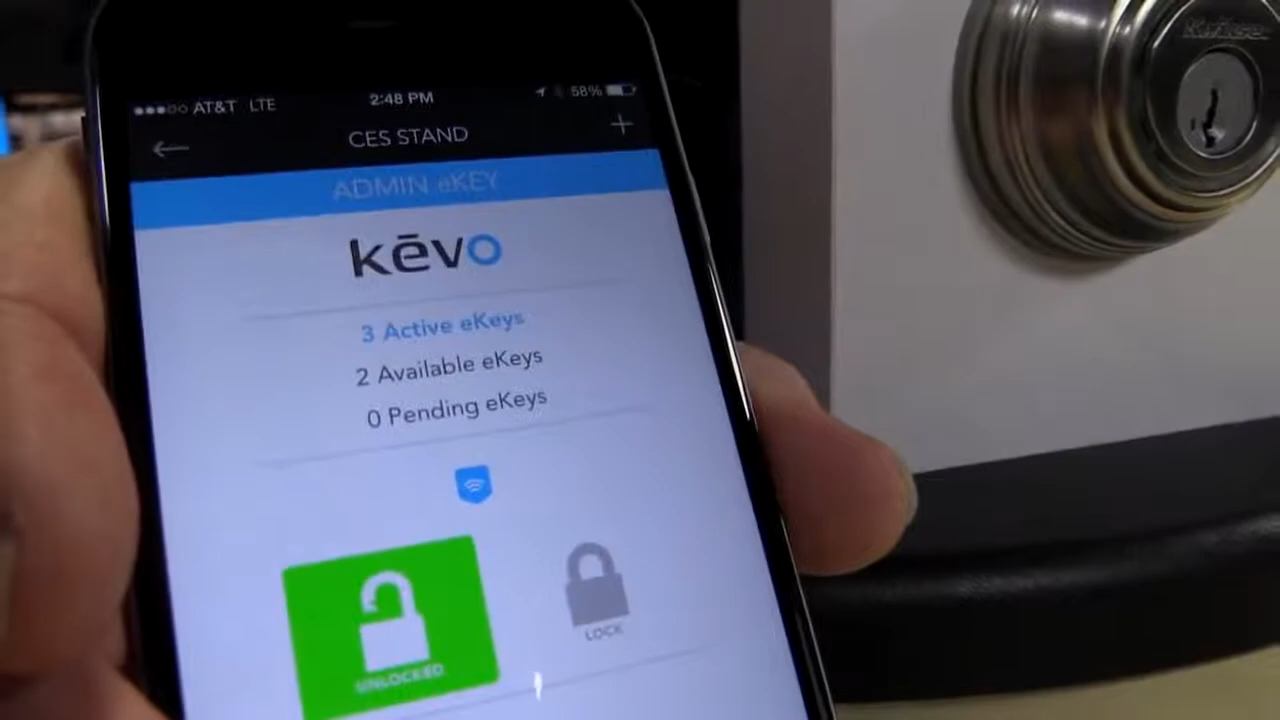 AT&T LTE 2:48 PM 58%
CES STAND
ADMIN eKEY
kēvo
3 Active eKeys
2 Available eKeys
0 Pending eKeys
UNLOCKED
LOCK
Kwikset